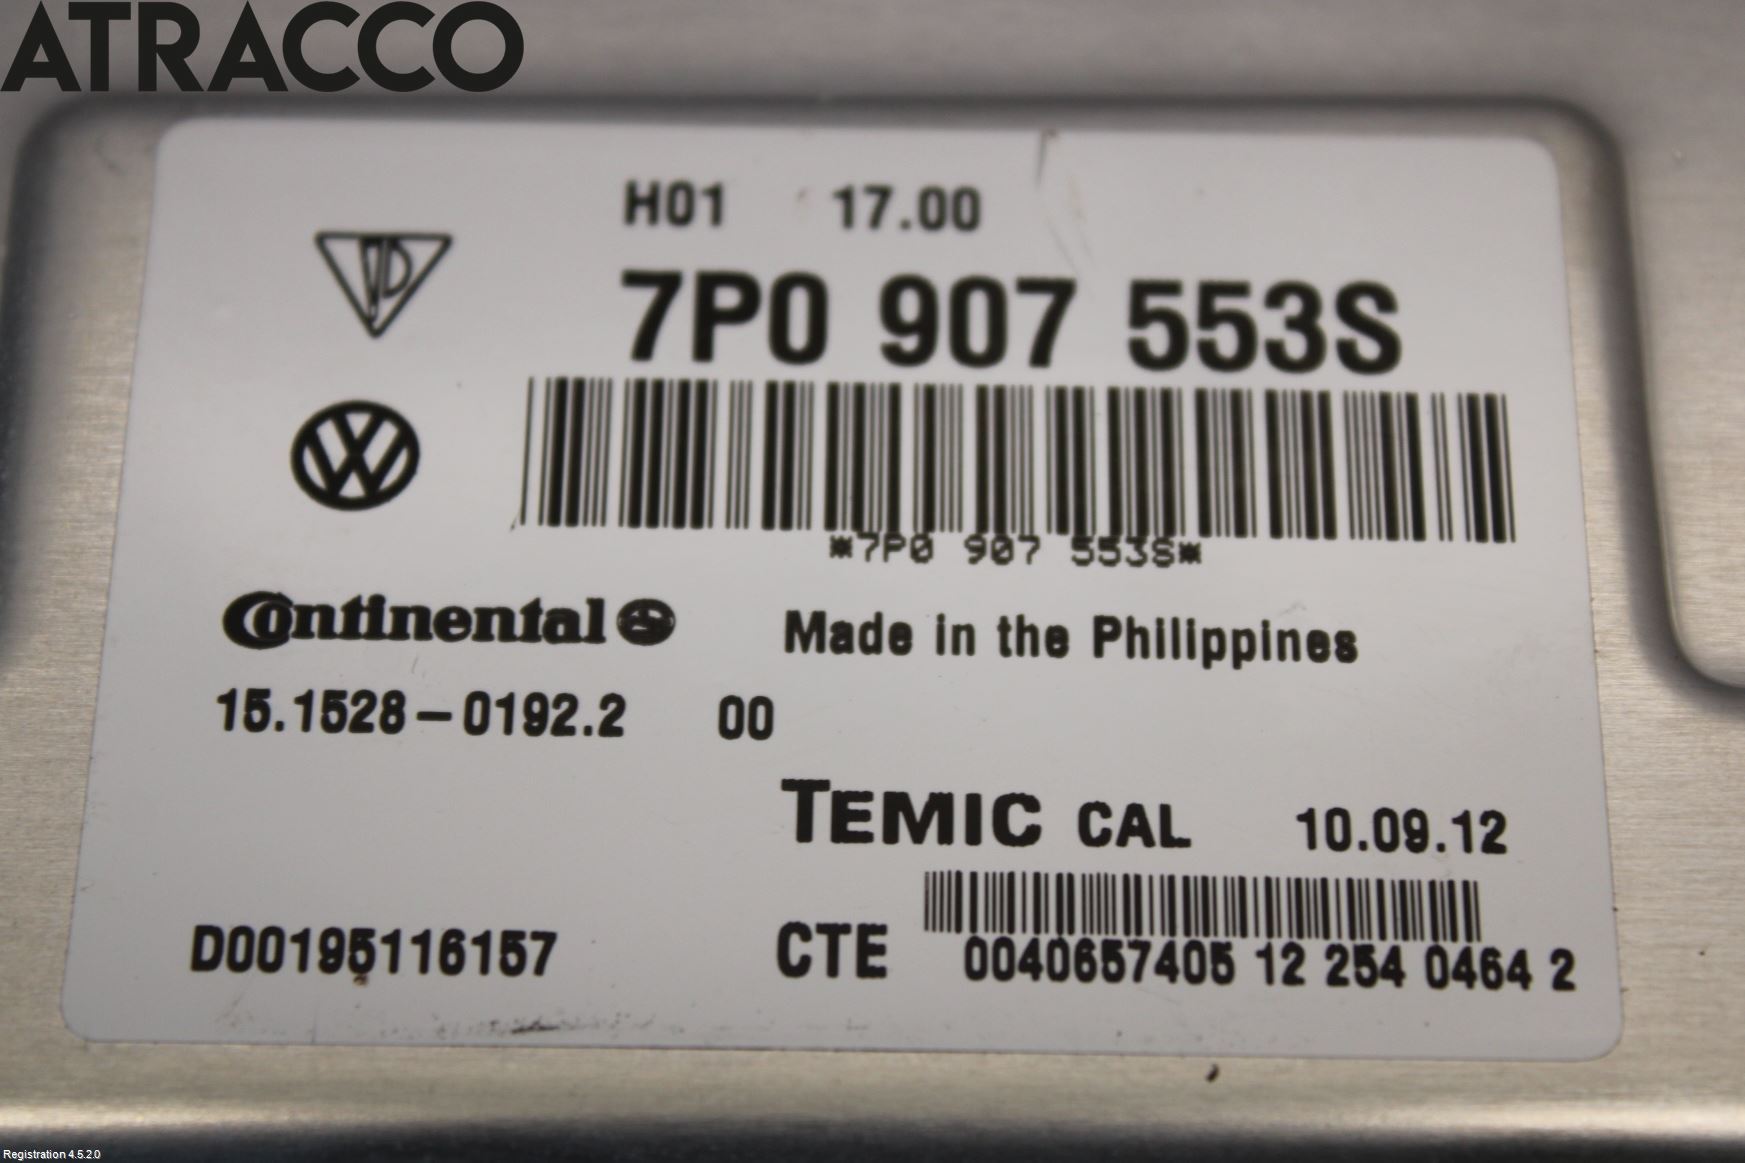 ATRACCO
H01 17.00
7P0 907 553S
*7P0 907 553S*
Continental
Made in the Philippines
15.1528-0192.2 00
TEMIC CAL 10.09.12
D00195116157
CTE 0040657405 12 254 0464 2
Registration 4.5.2.0